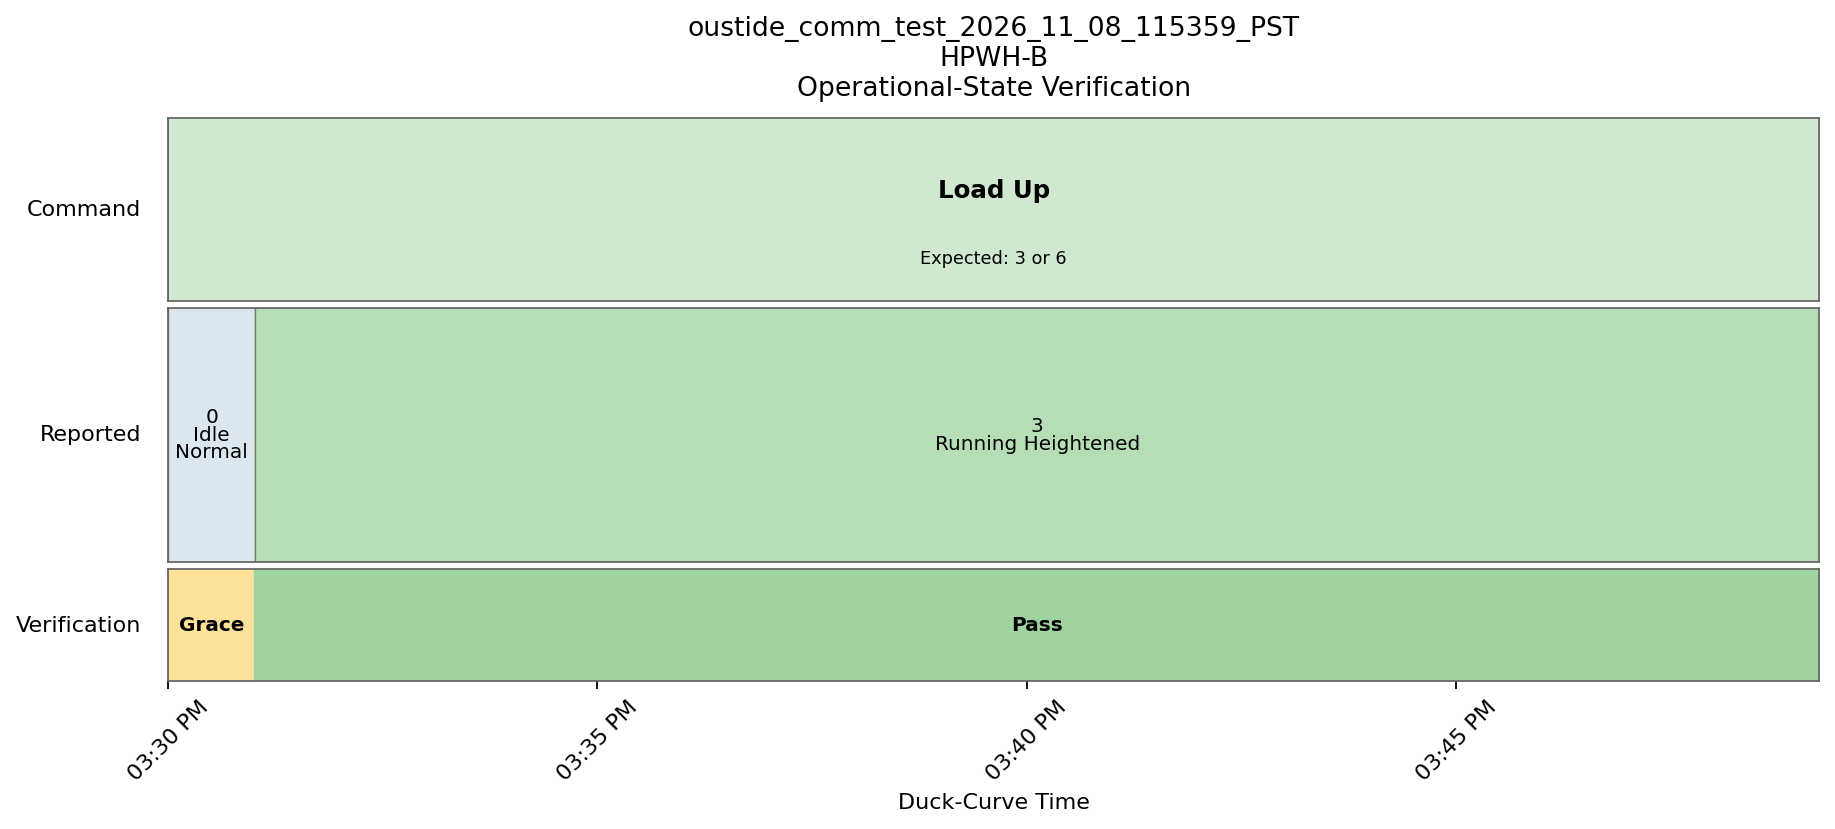 oustide_comm_test_2026_11_08_115359_PST
HPWH-B
Operational-State Verification
Command
Load Up
Expected: 3 or 6
Reported
0
Idle
Normal
3
Running Heightened
Verification
Grace
Pass
03:30 PM
03:35 PM
03:40 PM
03:45 PM
Duck-Curve Time